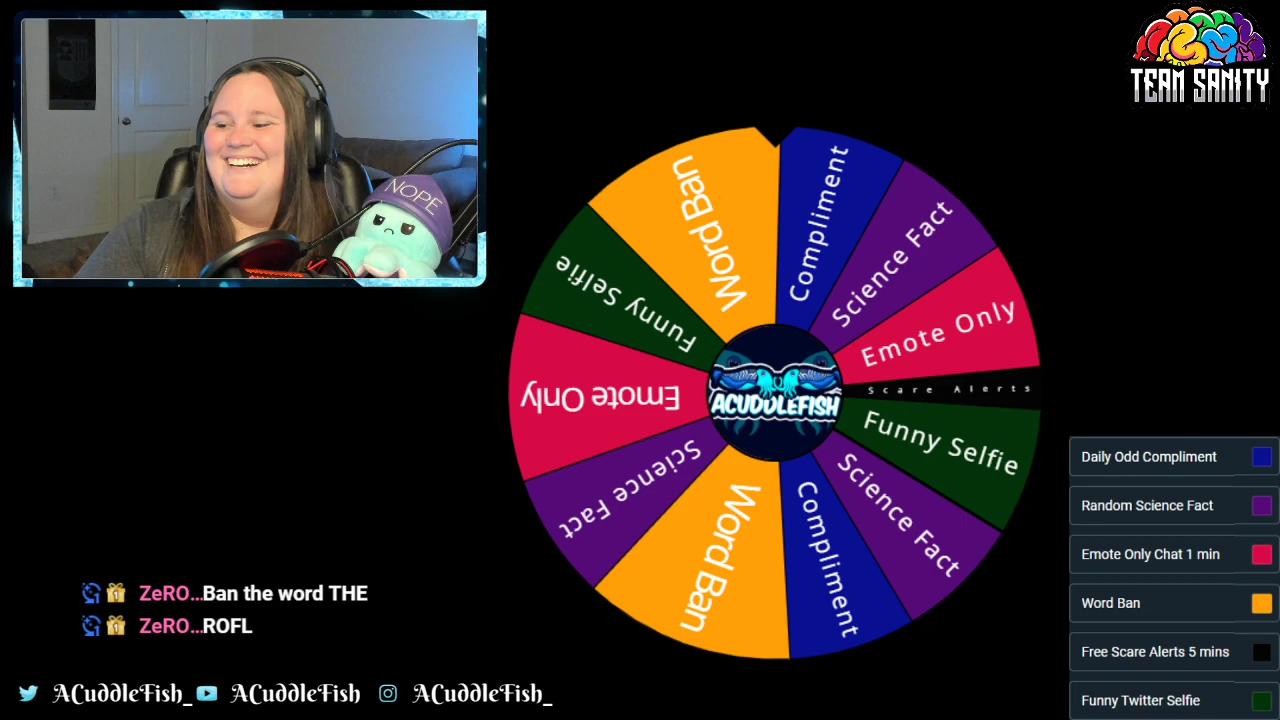 NOPE
TEAM SANITY
Word Ban
Compliment
Science Fact
Emote Only
Scare Alerts
Funny Selfie
Science Fact
Compliment
Word Ban
Science Fact
Emote Only
Funny Selfie
ACUDDLEFISH
Daily Odd Compliment
Random Science Fact
Emote Only Chat 1 min
Word Ban
Free Scare Alerts 5 mins
Funny Twitter Selfie
1 ZeRO...Ban the word THE
1 ZeRO...ROFL
ACuddleFish_ ACuddleFish ACuddleFish_